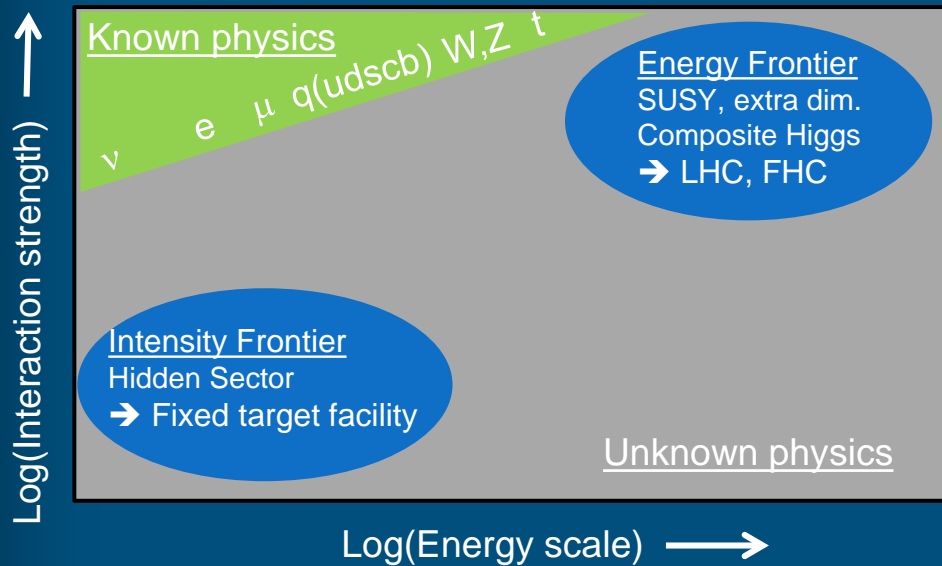 Known physics
ν e μ q(udscb) W,Z t
Energy Frontier
SUSY, extra dim.
Composite Higgs
➔ LHC, FHC
Intensity Frontier
Hidden Sector
➔ Fixed target facility
Unknown physics
Log(Interaction strength) ⟶
Log(Energy scale) ⟶